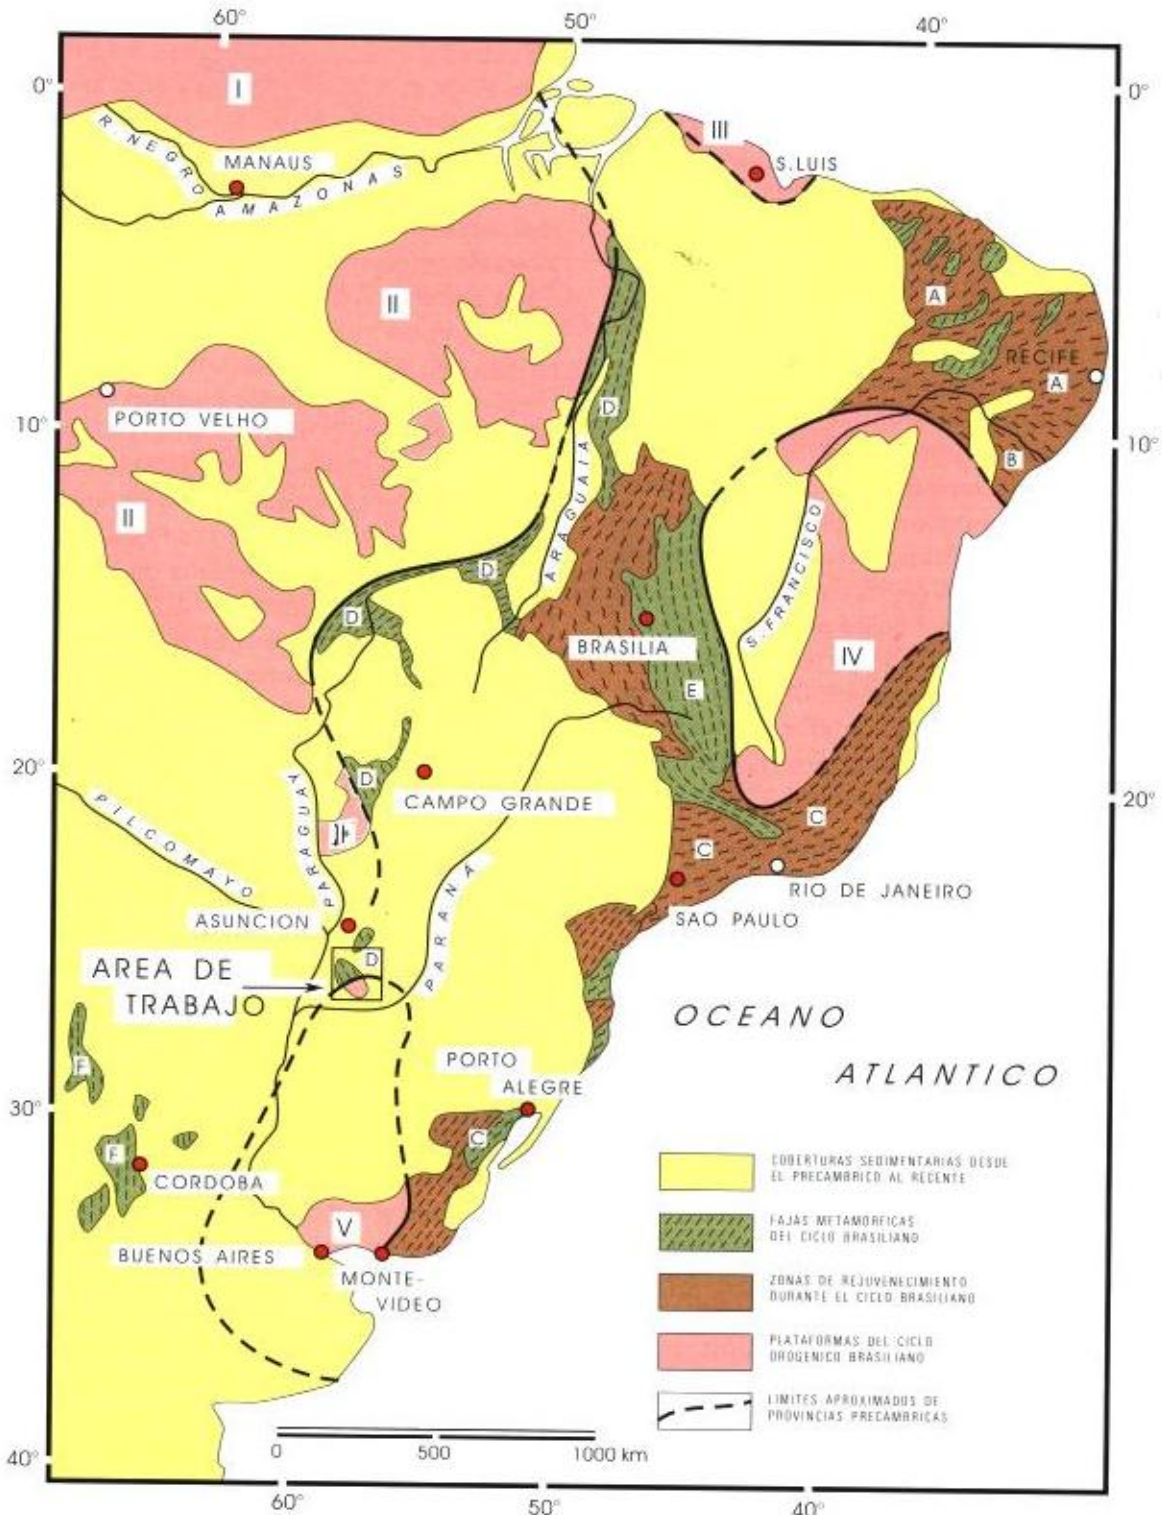 60°
50°
40°
0°
0°
I
III
R. NEGRO
MANAUS
AMAZONAS
S. LUIS
II
A
RECIFE
A
PORTO VELHO
D
10°
10°
B
II
ARAGUAIA
S. FRANCISCO
D
D
BRASILIA
IV
E
20°
PILCOMAYO
PARAGUAY
D
CAMPO GRANDE
20°
C
C
PARANÁ
RIO DE JANEIRO
ASUNCION
SAO PAULO
AREA DE
TRABAJO
D
OCEANO
ATLANTICO
F
PORTO
ALEGRE
30°
C
F
CORDOBA
V
BUENOS AIRES
MONTE-
VIDEO
COBERTURAS SEDIMENTARIAS DESDE
EL PRECAMBRICO AL RECENTE
FAJAS METAMORFICAS
DEL CICLO BRASILIANO
ZONAS DE REJUVENECIMIENTO
DURANTE EL CICLO BRASILIANO
PLATAFORMAS DEL CICLO
OROGENICO BRASILIANO
LIMITES APROXIMADOS DE
PROVINCIAS PRECAMBRICAS
0
500
1000 km
40°
60°
50°
40°